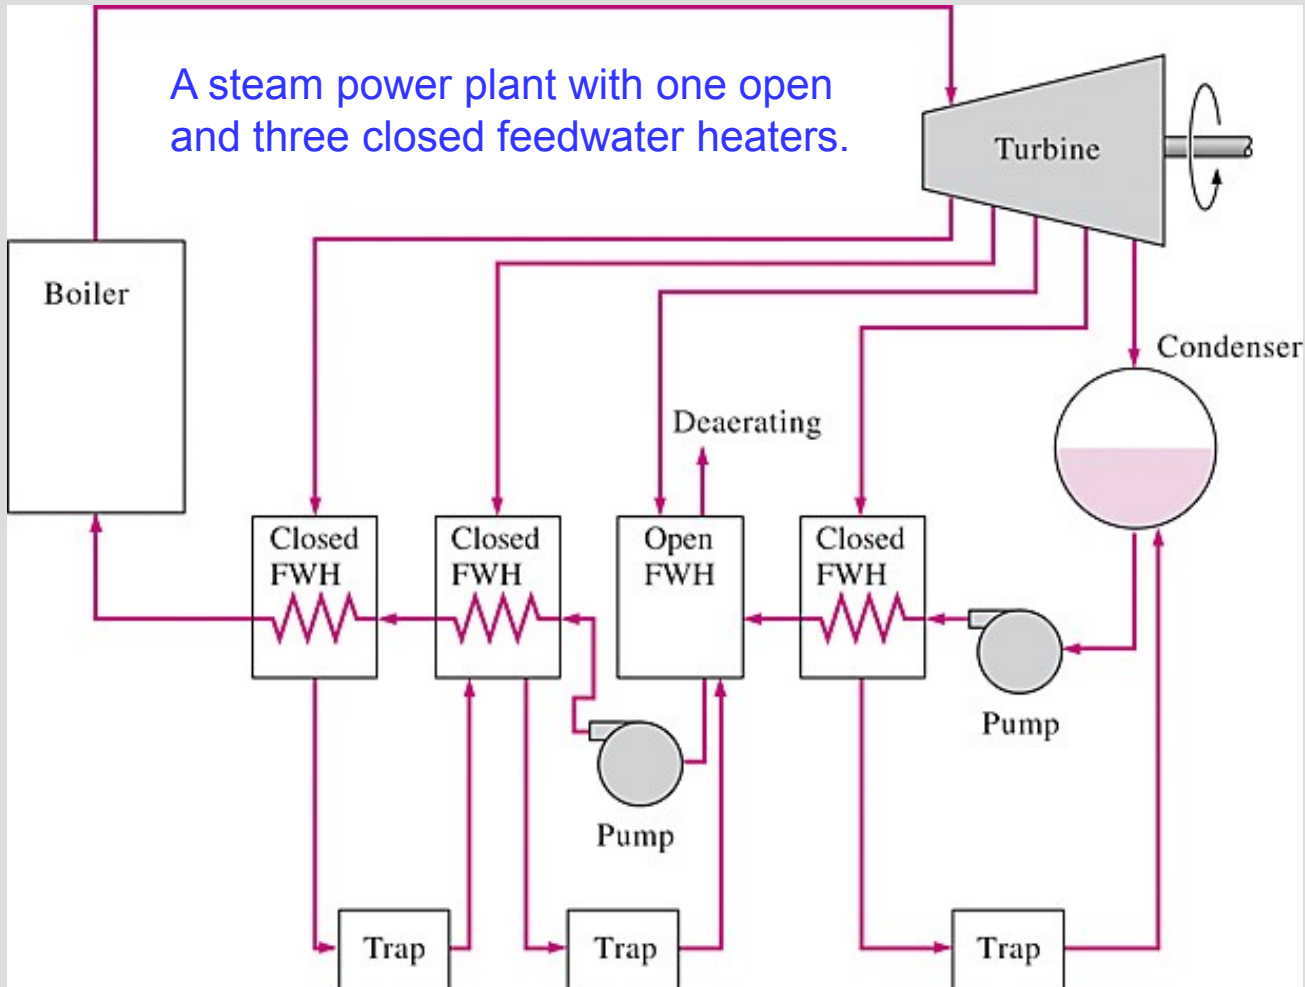 A steam power plant with one open
and three closed feedwater heaters.
Turbine
Boiler
Condenser
Deaerating
Closed
FWH
Closed
FWH
Open
FWH
Closed
FWH
Pump
Pump
Trap
Trap
Trap